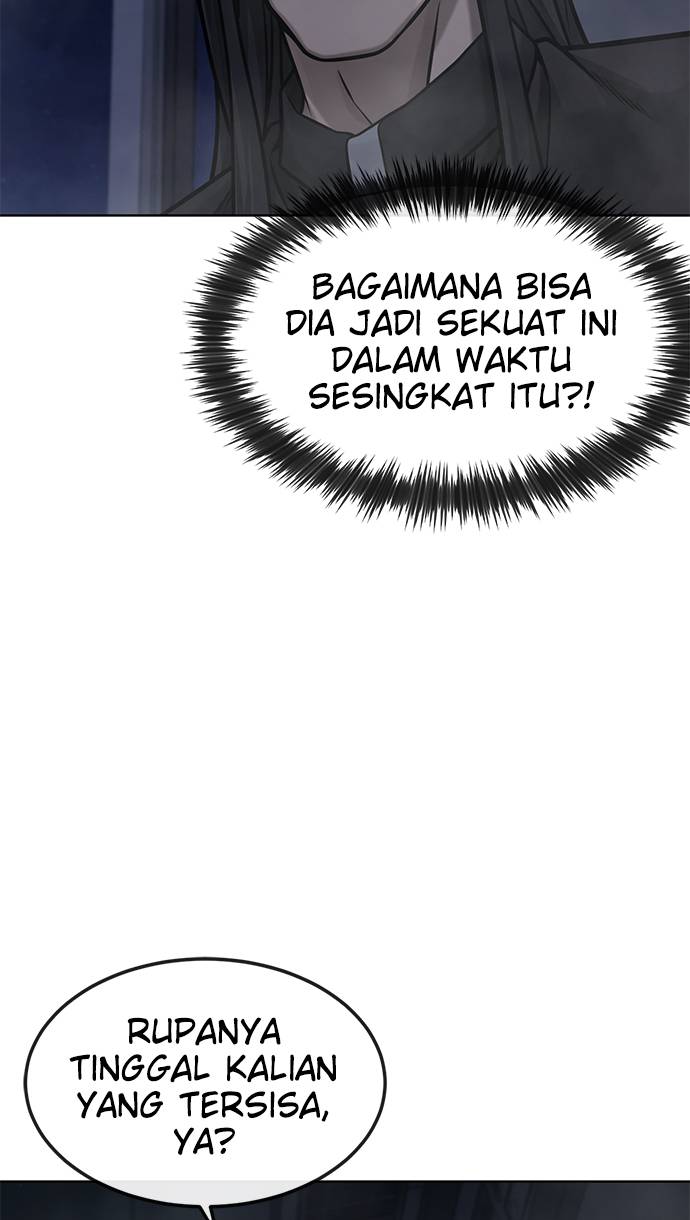 BAGAIMANA BISA
DIA JADI SEKUAT INI
DALAM WAKTU
SESINGKAT ITU?!
RUPANYA
TINGGAL KALIAN
YANG TERSISA,
YA?